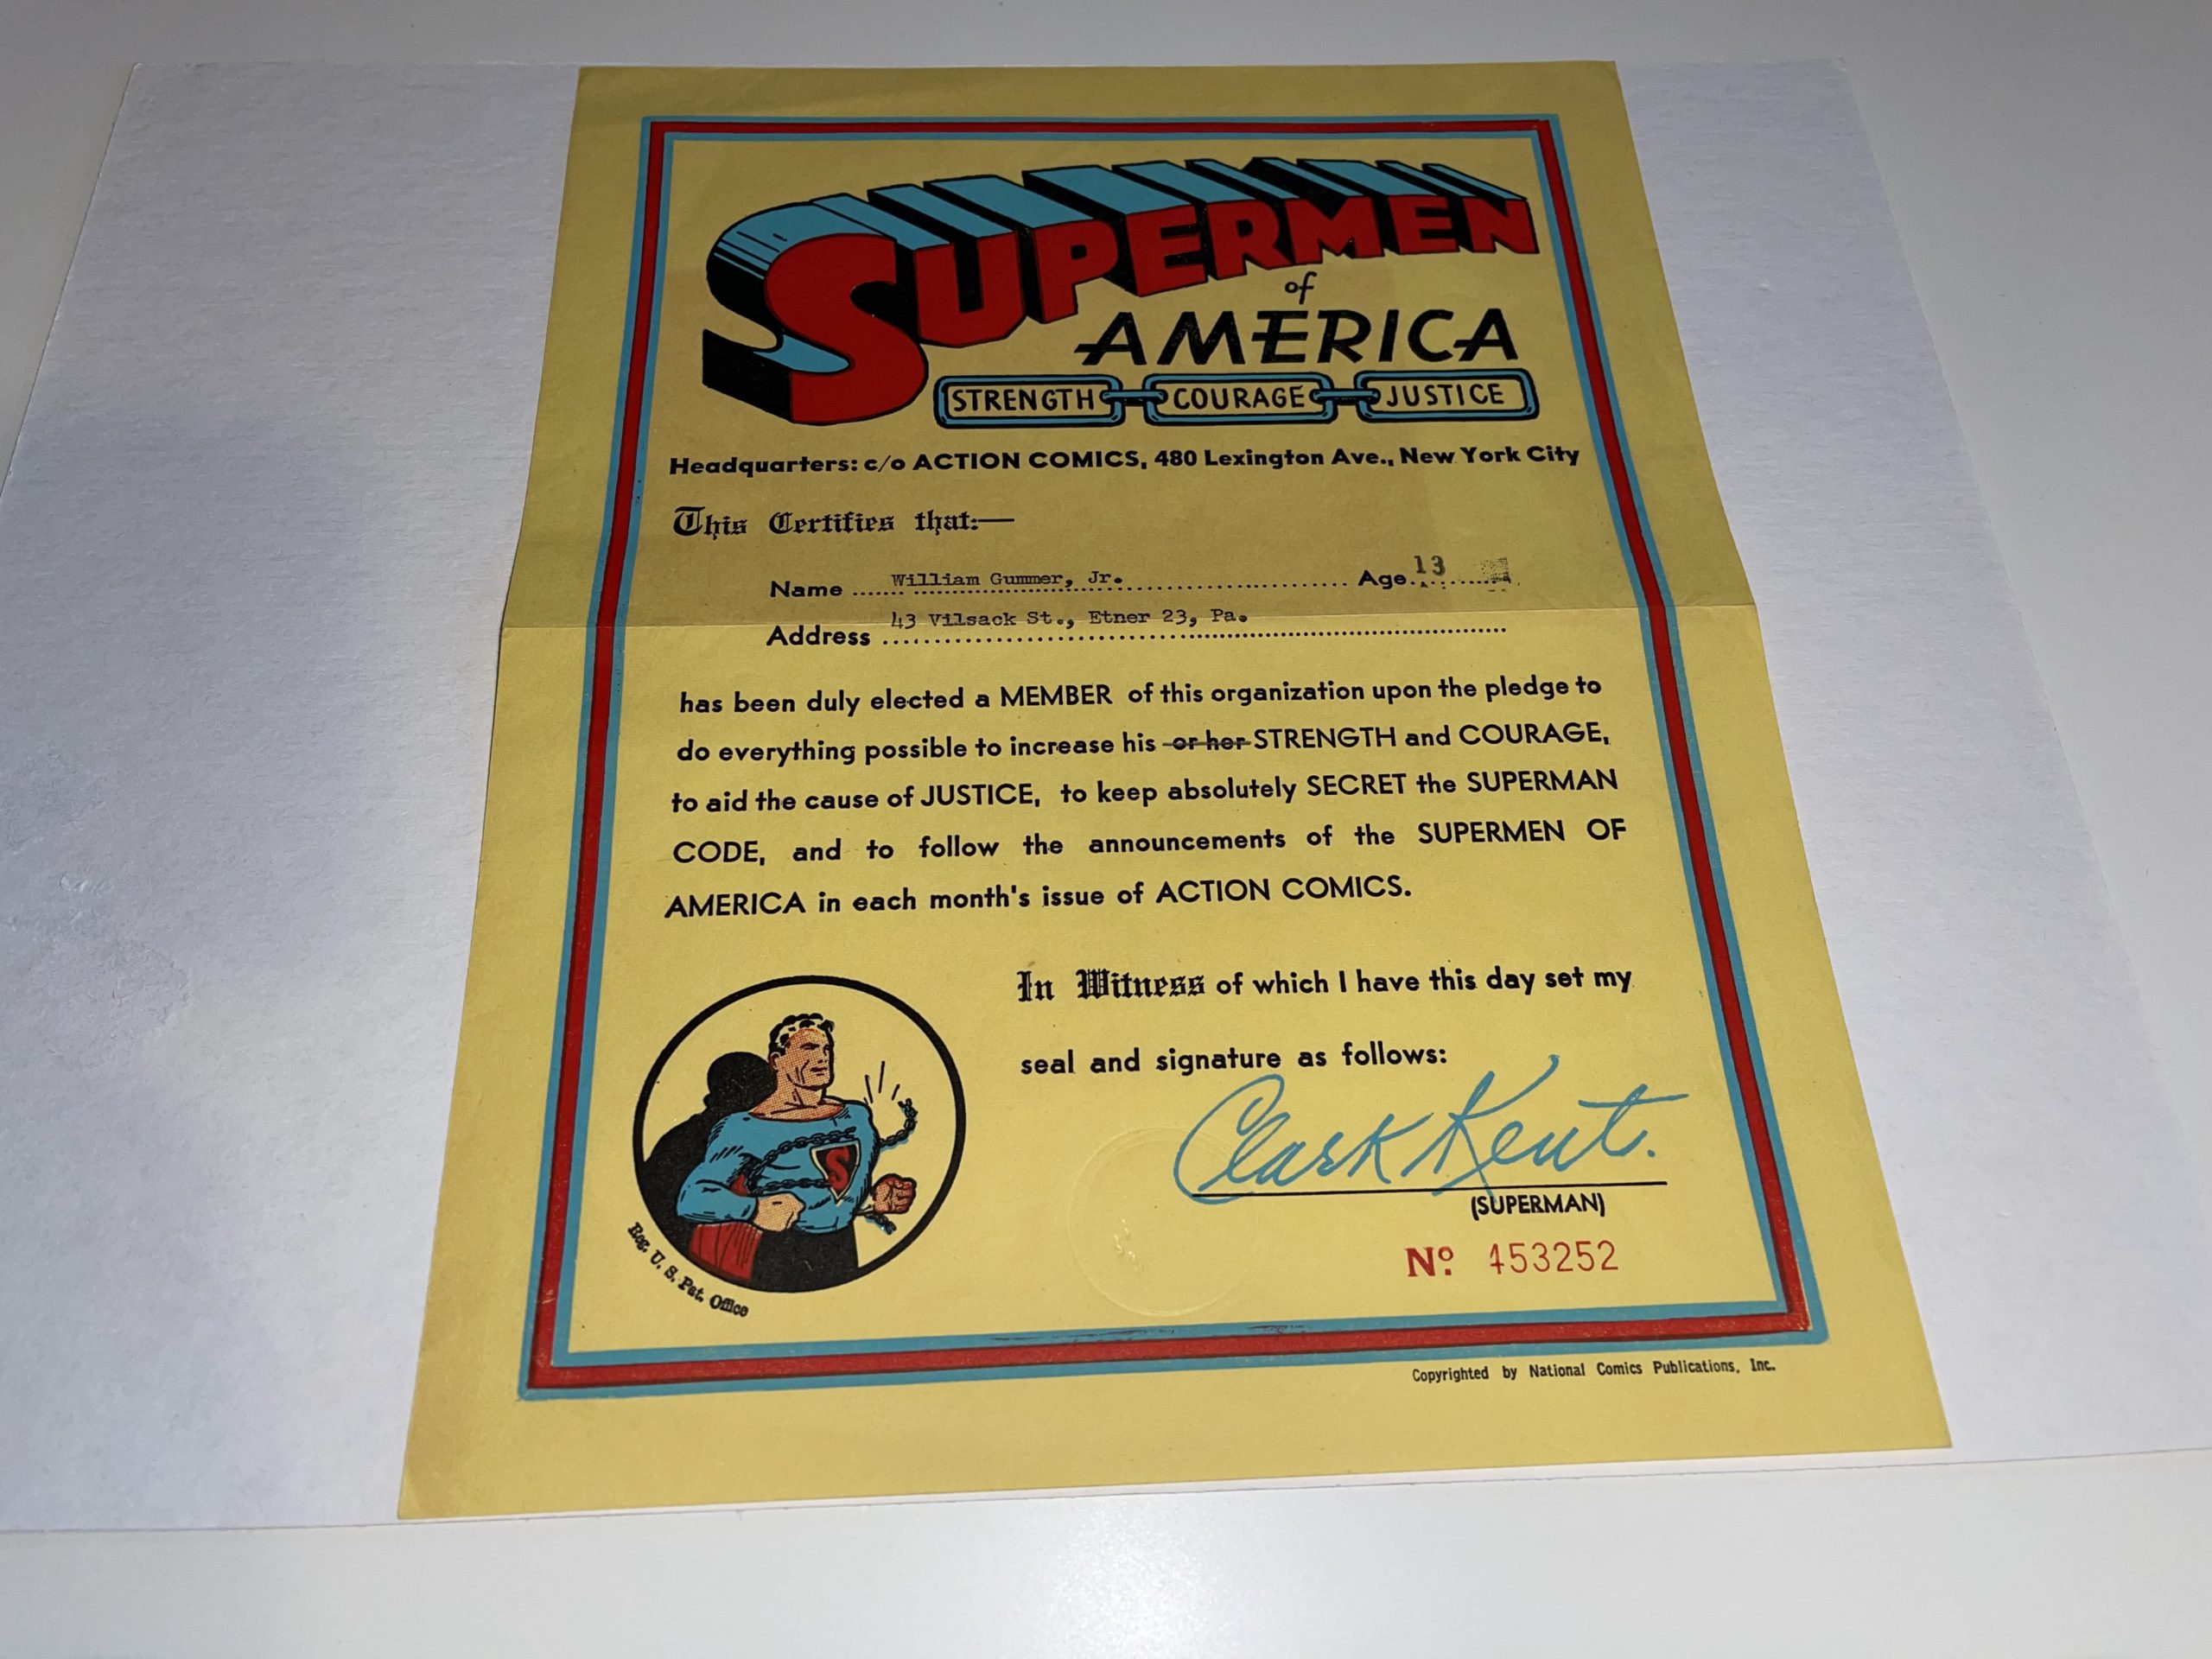 SUPERMEN
of
AMERICA
STRENGTH COURAGE JUSTICE
Headquarters: c/o ACTION COMICS, 480 Lexington Ave., New York City
This Certifies that:—
Name William Gummer, Jr. Age 13
Address 43 Vilsack St., Etner 23, Pa.
has been duly elected a MEMBER of this organization upon the pledge to
do everything possible to increase his or her STRENGTH and COURAGE,
to aid the cause of JUSTICE, to keep absolutely SECRET the SUPERMAN
CODE, and to follow the announcements of the SUPERMEN OF
AMERICA in each month's issue of ACTION COMICS.
In Witness of which I have this day set my
seal and signature as follows:
Clark Kent.
(SUPERMAN)
No. 453252
S
Reg. U. S. Pat. Office
Copyrighted by National Comics Publications, Inc.